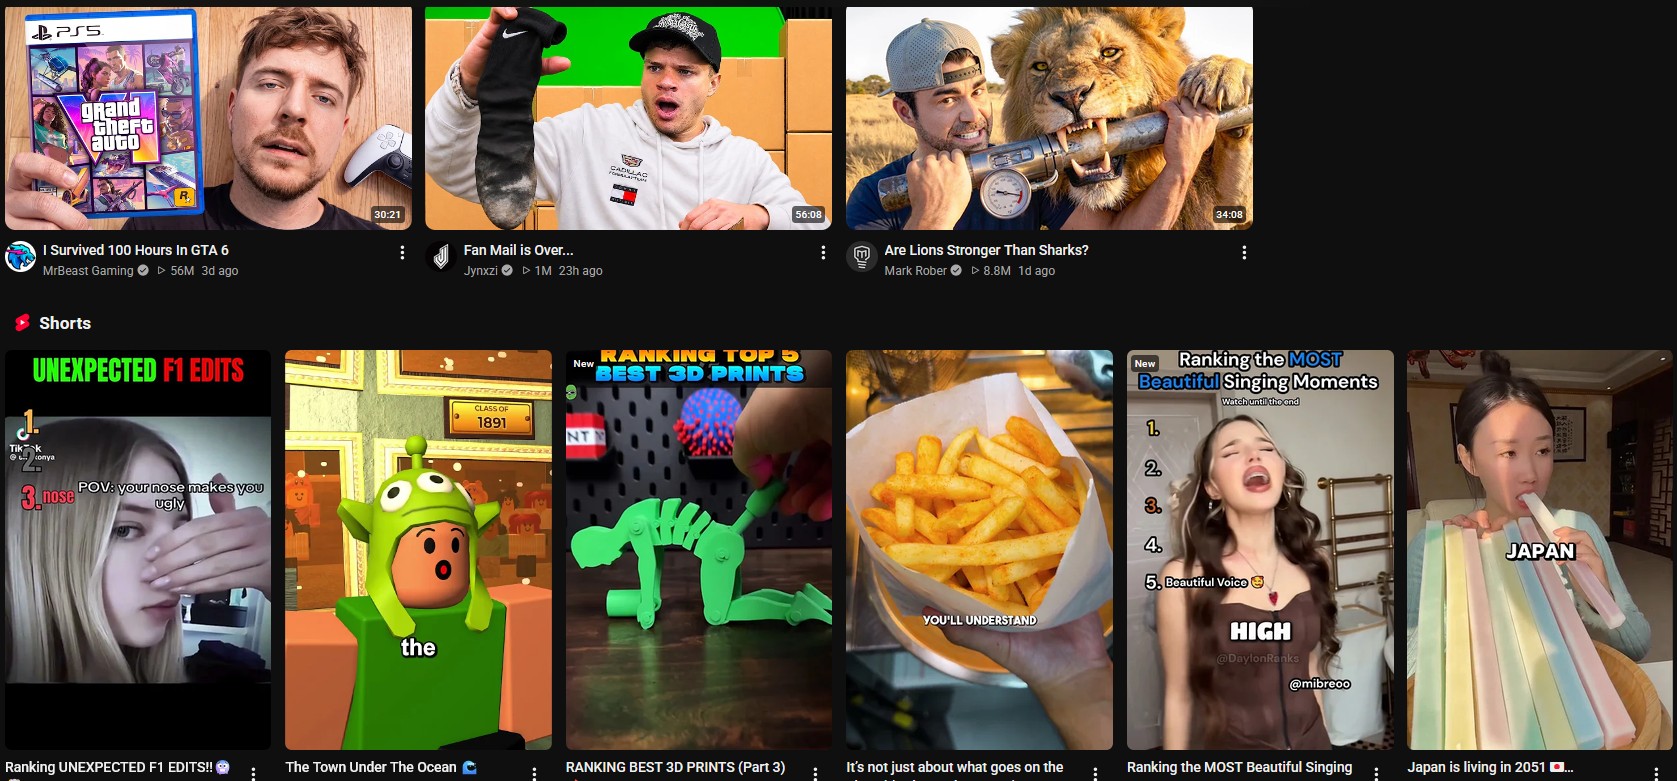 PS5
grand
theft
auto
30:21
CADILLAC
TOMMY
HILFIGER
56:08
34:08
I Survived 100 Hours In GTA 6
MrBeast Gaming 56M 3d ago
Fan Mail is Over...
Jynxzi 1M 23h ago
Are Lions Stronger Than Sharks?
Mark Rober 8.8M 1d ago
Shorts
UNEXPECTED F1 EDITS
1.
2.
3. nose
POV: your nose makes you
ugly
CLASS OF
1891
the
New
RANKING TOP 5
BEST 3D PRINTS
YOU'LL UNDERSTAND
New
Ranking the MOST
Beautiful Singing Moments
Watch until the end
1.
2.
3.
4.
5. Beautiful Voice 🥰
HIGH
@DaylonRanks
@mibreoo
JAPAN
Ranking UNEXPECTED F1 EDITS!!
The Town Under The Ocean 🌊
RANKING BEST 3D PRINTS (Part 3)
It's not just about what goes on the
Ranking the MOST Beautiful Singing
Japan is living in 2051 🇯🇵...